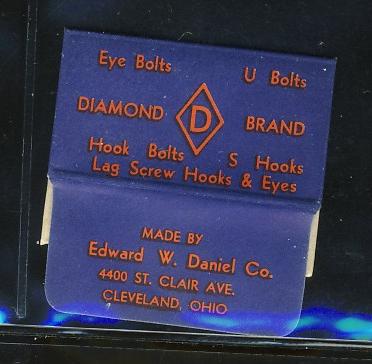 Eye Bolts U Bolts
DIAMOND D BRAND
Hook Bolts S Hooks
Lag Screw Hooks & Eyes
MADE BY
Edward W. Daniel Co.
4400 ST. CLAIR AVE.
CLEVELAND, OHIO